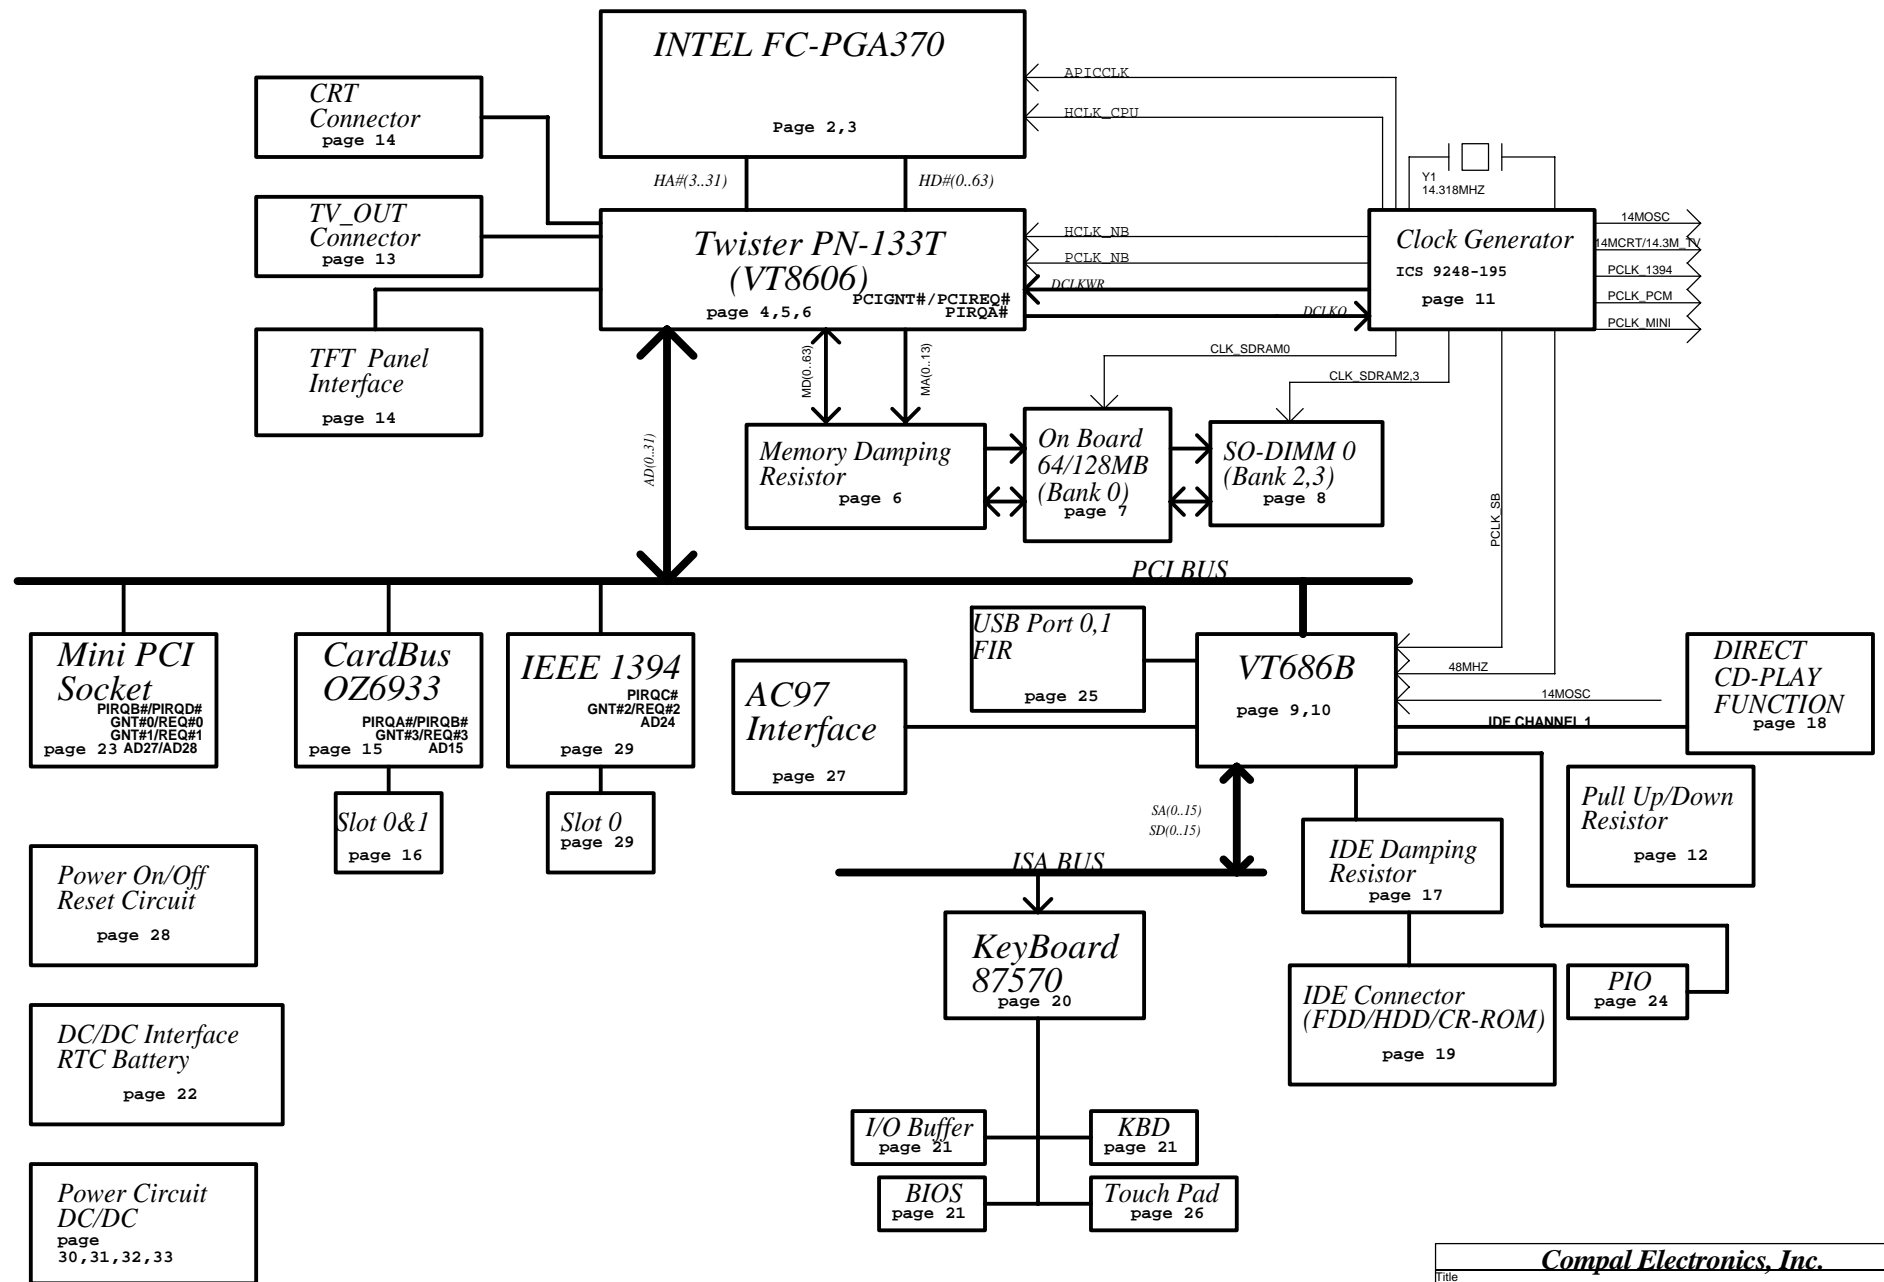 INTEL FC-PGA370
Page 2,3
CRT
Connector
page 14
APICCLK
HCLK_CPU
Y1
14.318MHZ
HA#(3..31)
HD#(0..63)
TV_OUT
Connector
page 13
Twister PN-133T
(VT8606)
PCIGNT#/PCIREQ#
PIRQA#
page 4,5,6
HCLK_NB
PCLK_NB
DCLKWR
DCLKO
Clock Generator
ICS 9248-195
page 11
14MOSC
14MCRT/14.3M_TV
PCLK_1394
PCLK_PCM
PCLK_MINI
TFT Panel
Interface
page 14
MD(0..63)
MA(0..13)
CLK_SDRAM0
CLK_SDRAM2,3
AD(0..31)
Memory Damping
Resistor
page 6
On Board
64/128MB
(Bank 0)
page 7
SO-DIMM 0
(Bank 2,3)
page 8
PCLK_SB
PCI BUS
Mini PCI
Socket
PIRQB#/PIRQD#
GNT#0/REQ#0
GNT#1/REQ#1
page 23 AD27/AD28
CardBus
OZ6933
PIRQA#/PIRQB#
GNT#3/REQ#3
page 15 AD15
IEEE 1394
PIRQC#
GNT#2/REQ#2
AD24
page 29
USB Port 0,1
FIR
page 25
AC97
Interface
page 27
VT686B
page 9,10
48MHZ
14MOSC
IDE CHANNEL 1
DIRECT
CD-PLAY
FUNCTION
page 18
Slot 0&1
page 16
Slot 0
page 29
SA(0..15)
SD(0..15)
Pull Up/Down
Resistor
page 12
IDE Damping
Resistor
page 17
ISA BUS
Power On/Off
Reset Circuit
page 28
KeyBoard
87570
page 20
IDE Connector
(FDD/HDD/CR-ROM)
page 19
PIO
page 24
DC/DC Interface
RTC Battery
page 22
I/O Buffer
page 21
KBD
page 21
BIOS
page 21
Touch Pad
page 26
Power Circuit
DC/DC
page
30,31,32,33
Compal Electronics, Inc.
Title